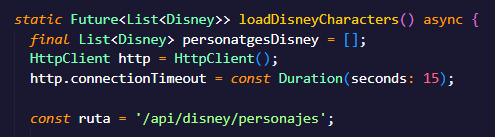 static Future<List<Disney>> loadDisneyCharacters() async {
final List<Disney> personatgesDisney = [];
HttpClient http = HttpClient();
http.connectionTimeout = const Duration(seconds: 15);
const ruta = '/api/disney/personajes';